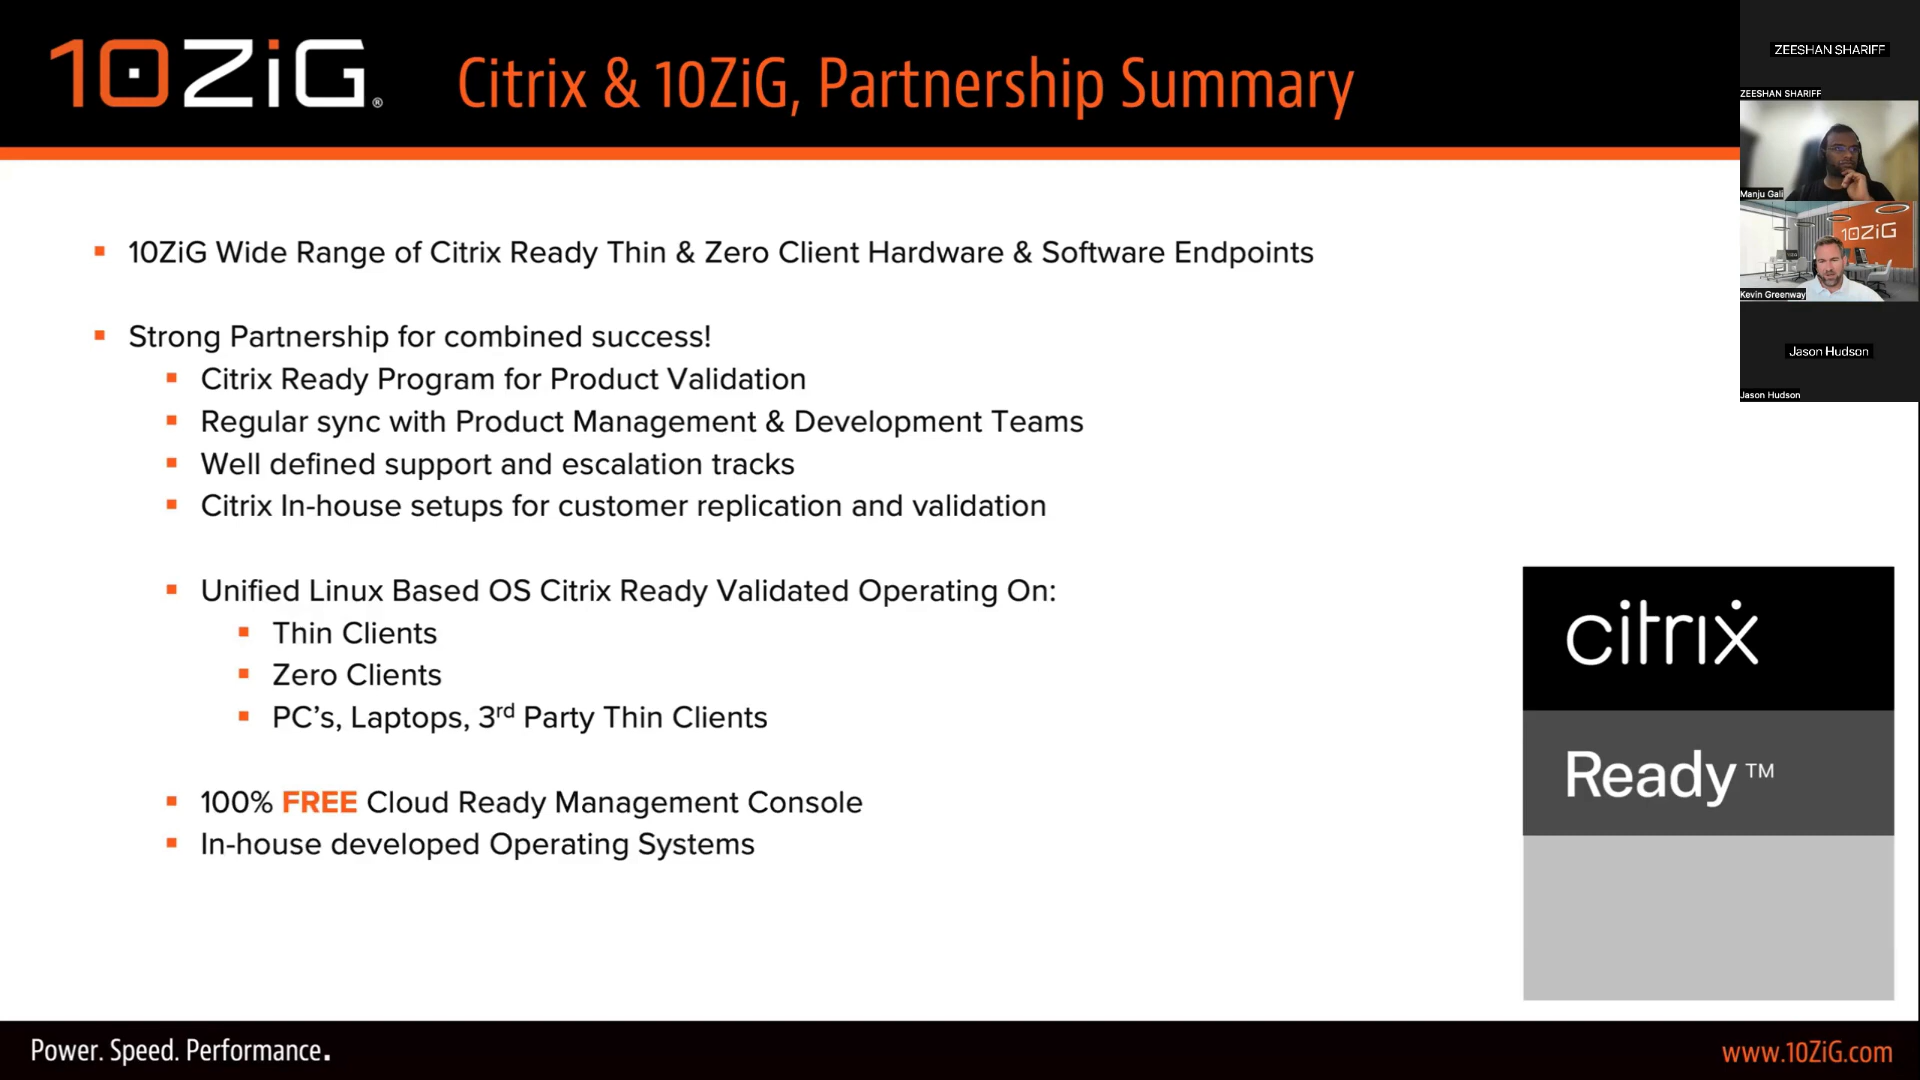 10ZiG®
Citrix & 10ZiG, Partnership Summary
10ZiG Wide Range of Citrix Ready Thin & Zero Client Hardware & Software Endpoints
Strong Partnership for combined success!
Citrix Ready Program for Product Validation
Regular sync with Product Management & Development Teams
Well defined support and escalation tracks
Citrix In-house setups for customer replication and validation
Unified Linux Based OS Citrix Ready Validated Operating On:
Thin Clients
Zero Clients
PC’s, Laptops, 3rd Party Thin Clients
100% FREE Cloud Ready Management Console
In-house developed Operating Systems
citrix
Ready™
Power. Speed. Performance.
www.10ZiG.com
ZEESHAN SHARIFF
ZEESHAN SHARIFF
Manju Gali
10ZiG
Kevin Greenway
Jason Hudson
Jason Hudson